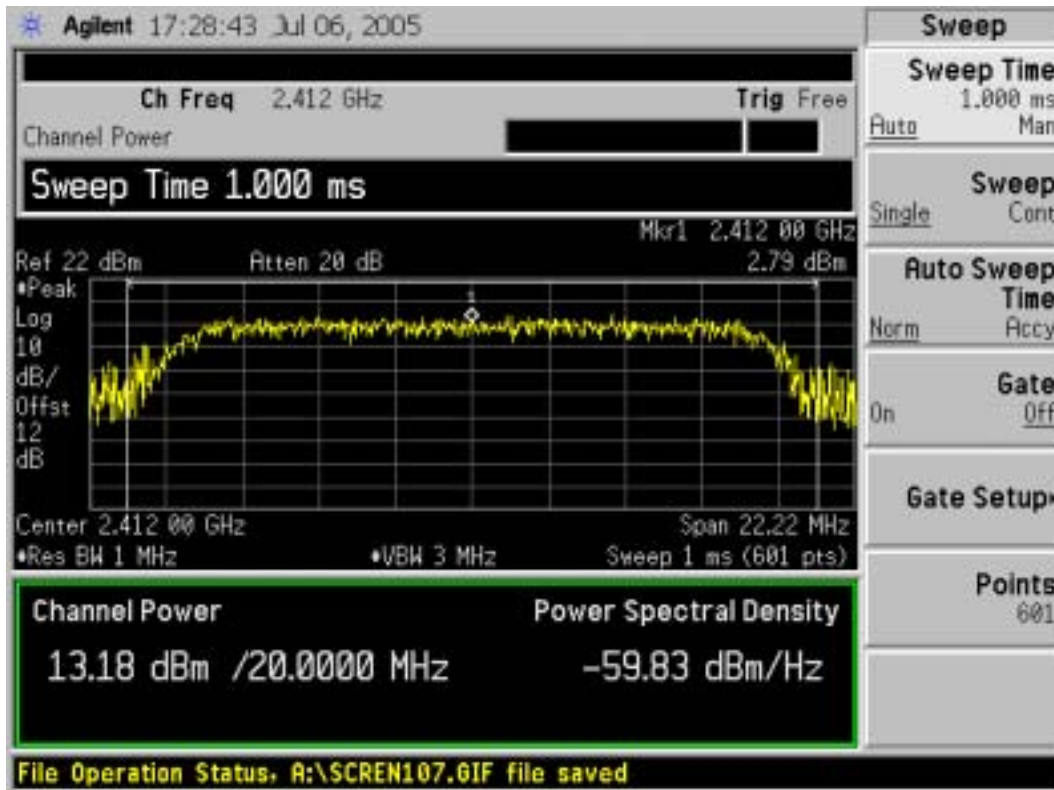 Agilent 17:28:43 Jul 06, 2005
Ch Freq 2.412 GHz Trig Free
Channel Power
Sweep Time 1.000 ms
Mkr1 2.412 00 GHz
Ref 22 dBm Atten 20 dB 2.79 dBm
#Peak
Log
10
dB/
Offst
12
dB
1
Center 2.412 00 GHz Span 22.22 MHz
#Res BW 1 MHz #VBW 3 MHz Sweep 1 ms (601 pts)
Channel Power Power Spectral Density
13.18 dBm /20.0000 MHz -59.83 dBm/Hz
File Operation Status, A:\SCREN107.GIF file saved
Sweep
Sweep Time
1.000 ms
Auto Man
Sweep
Single Cont
Auto Sweep
Time
Norm Accy
Gate
On Off
Gate Setup
Points
601